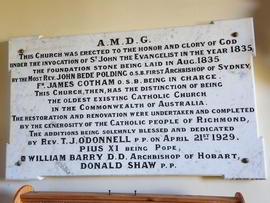 A.M.D.G.
THIS CHURCH WAS ERECTED TO THE HONOR AND GLORY OF GOD
UNDER THE INVOCATION OF ST JOHN THE EVANGELIST IN THE YEAR 1835,
THE FOUNDATION STONE BEING LAID IN AUG. 1835
BY THE MOST REV. JOHN BEDE POLDING O.S.B. FIRST ARCHBISHOP OF SYDNEY,
FR. JAMES COTHAM O.S.B. BEING IN CHARGE.
THIS CHURCH, THEN, HAS THE DISTINCTION OF BEING
THE OLDEST EXISTING CATHOLIC CHURCH
IN THE COMMONWEALTH OF AUSTRALIA.
THE RESTORATION AND RENOVATION WERE UNDERTAKEN AND COMPLETED
BY THE GENEROSITY OF THE CATHOLIC PEOPLE OF RICHMOND,
THE ADDITIONS BEING SOLEMNLY BLESSED AND DEDICATED
BY REV. T.J. O'DONNELL P.P. ON APRIL 21ST 1929.
PIUS XI BEING POPE,
WILLIAM BARRY D.D. ARCHBISHOP OF HOBART,
DONALD SHAW P.P.